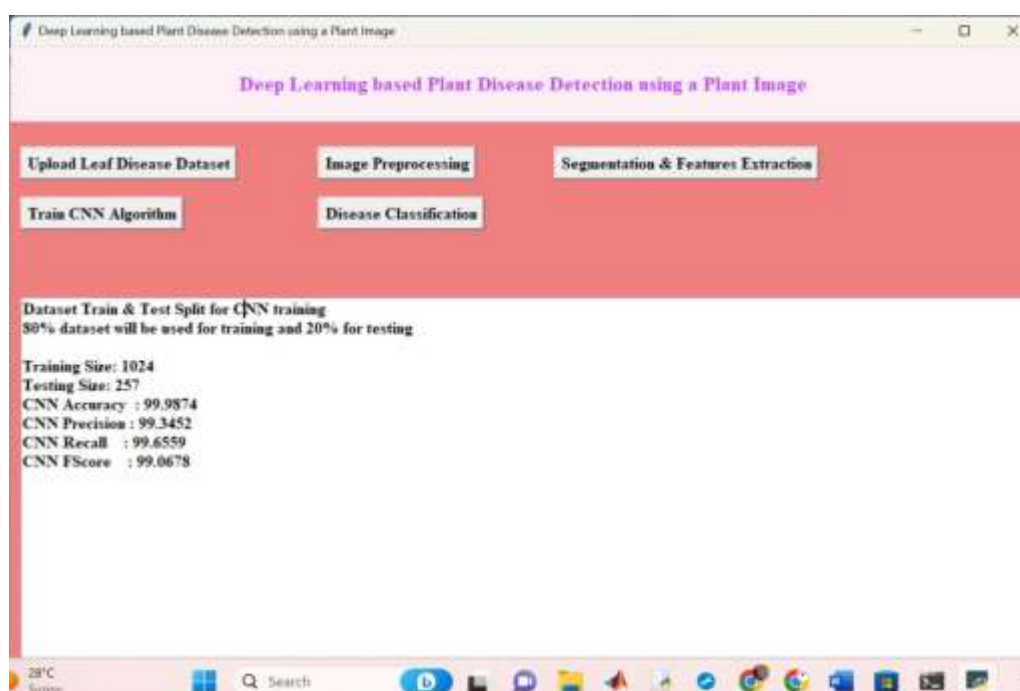 Deep Learning based Plant Disease Detection using a Plant Image
Deep Learning based Plant Disease Detection using a Plant Image
Upload Leaf Disease Dataset
Image Preprocessing
Segmentation & Features Extraction
Train CNN Algorithm
Disease Classification
Dataset Train & Test Split for CNN training
80% dataset will be used for training and 20% for testing
Training Size: 1024
Testing Size: 257
CNN Accuracy : 99.9874
CNN Precision : 99.3452
CNN Recall : 99.6559
CNN FScore : 99.0678
28°C
Search